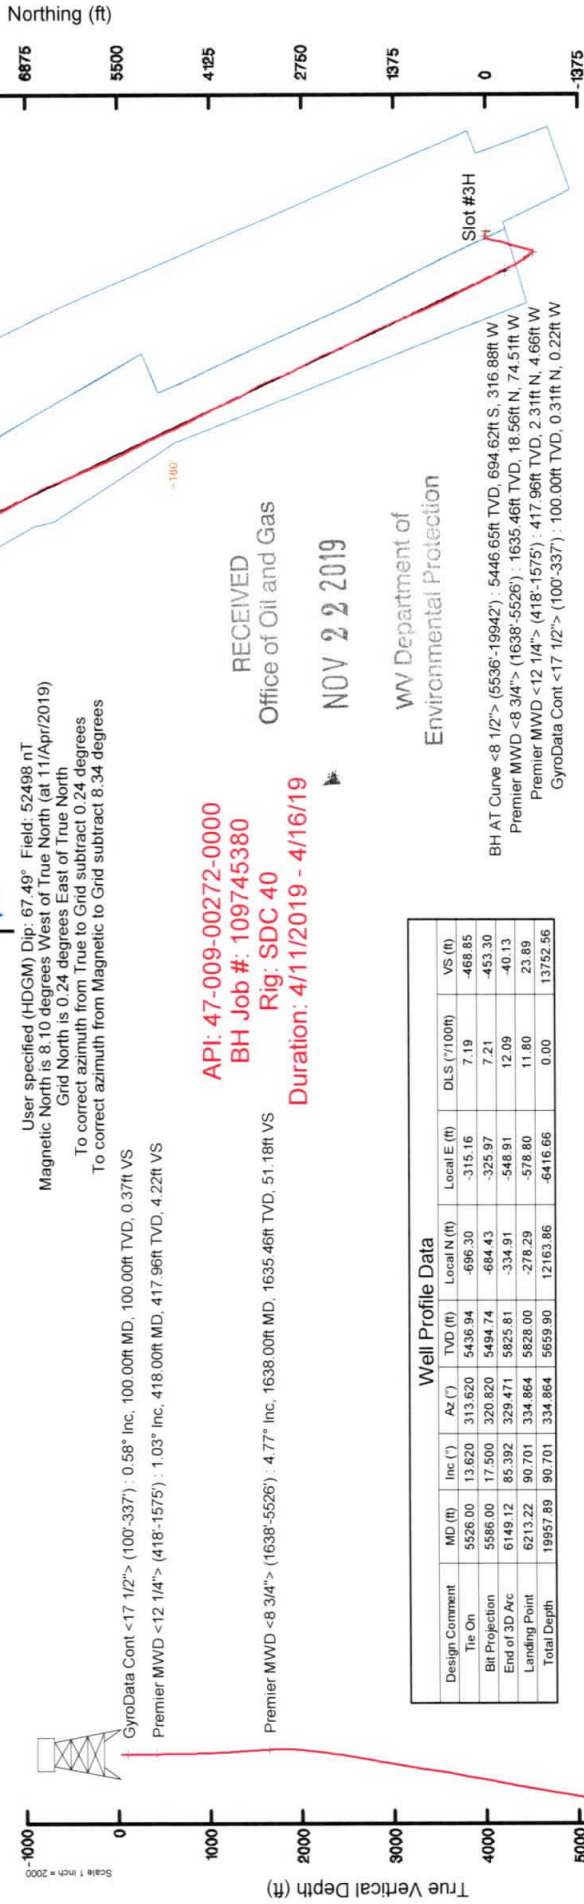 User specified (HDGM) Dip: 67.49° Field: 52498 nT
Magnetic North is 8.10 degrees West of True North (at 11/Apr/2019)
Grid North is 0.24 degrees East of True North
To correct azimuth from True to Grid subtract 0.24 degrees
To correct azimuth from Magnetic to Grid subtract 8.34 degrees
Northing (ft)
6875
5500
4125
2750
1375
0
-1375
Slot #3H
-180'
Scale 1 inch = 2000
True Vertical Depth (ft)
-1000
0
1000
2000
3000
4000
5000
GyroData Cont <17 1/2"> (100'-337') : 0.58° Inc, 100.00ft MD, 100.00ft TVD, 0.37ft VS
Premier MWD <12 1/4"> (418'-1575') : 1.03° Inc, 418.00ft MD, 417.96ft TVD, 4.22ft VS
Premier MWD <8 3/4"> (1638'-5526') : 4.77° Inc, 1638.00ft MD, 1635.46ft TVD, 51.18ft VS
API: 47-009-00272-0000
BH Job #: 109745380
Rig: SDC 40
Duration: 4/11/2019 - 4/16/19
RECEIVED
Office of Oil and Gas
NOV 22 2019
WV Department of
Environmental Protection
BH AT Curve <8 1/2"> (5536'-19942') : 5446.65ft TVD, 694.62ft S, 316.88ft W
Premier MWD <8 3/4"> (1638'-5526') : 1635.46ft TVD, 18.56ft N, 74.51ft W
Premier MWD <12 1/4"> (418'-1575') : 417.96ft TVD, 2.31ft N, 4.66ft W
GyroData Cont <17 1/2"> (100'-337') : 100.00ft TVD, 0.31ft N, 0.22ft W
Well Profile Data
Design Comment MD (ft) Inc (°) Az (°) TVD (ft) Local N (ft) Local E (ft) DLS (°/100ft) VS (ft)
Tie On 5526.00 13.620 313.620 5436.94 -696.30 -315.16 7.19 -468.85
Bit Projection 5586.00 17.500 320.820 5494.74 -684.43 -325.97 7.21 -453.30
End of 3D Arc 6149.12 85.392 329.471 5825.81 -334.91 -548.91 12.09 -40.13
Landing Point 6213.22 90.701 334.864 5828.00 -278.29 -578.80 11.80 23.89
Total Depth 19957.89 90.701 334.864 5659.90 12163.86 -6416.66 0.00 13752.56